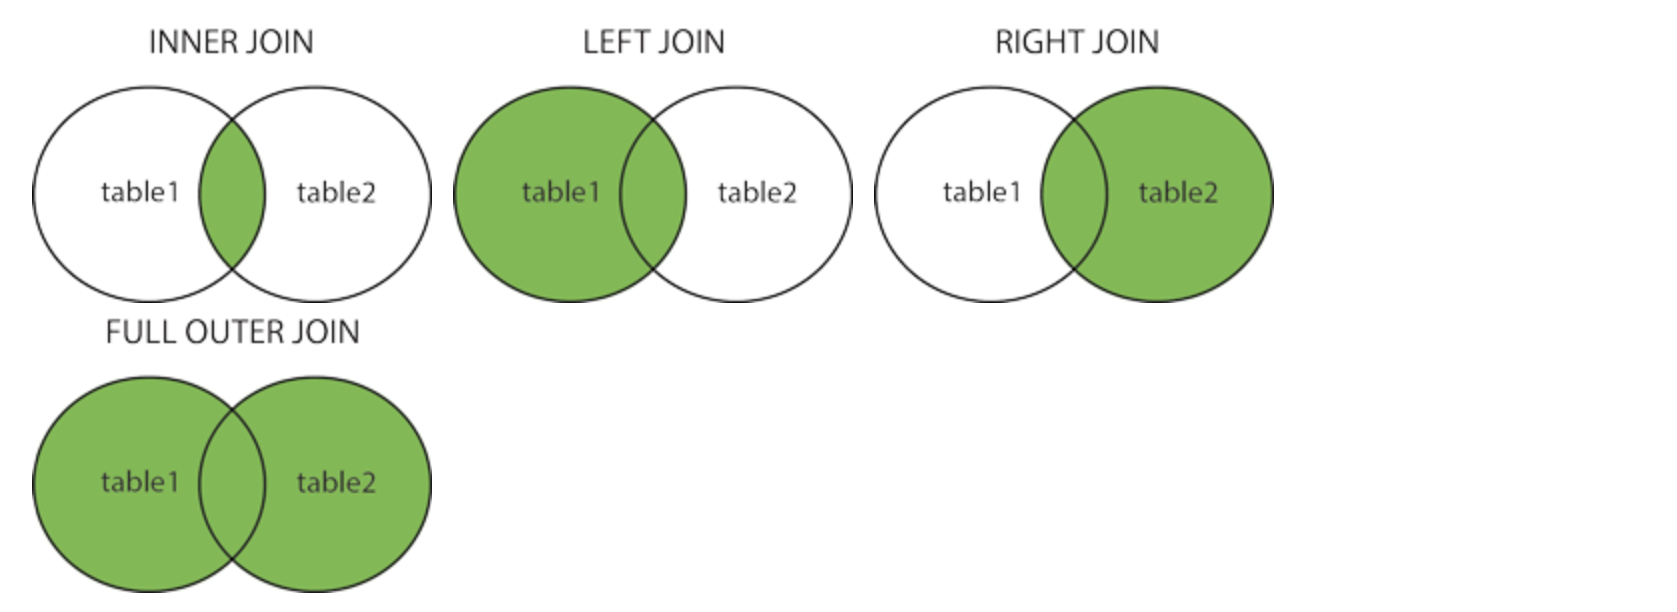 INNER JOIN
LEFT JOIN
RIGHT JOIN
table1
table2
table1
table2
table1
table2
FULL OUTER JOIN
table1
table2